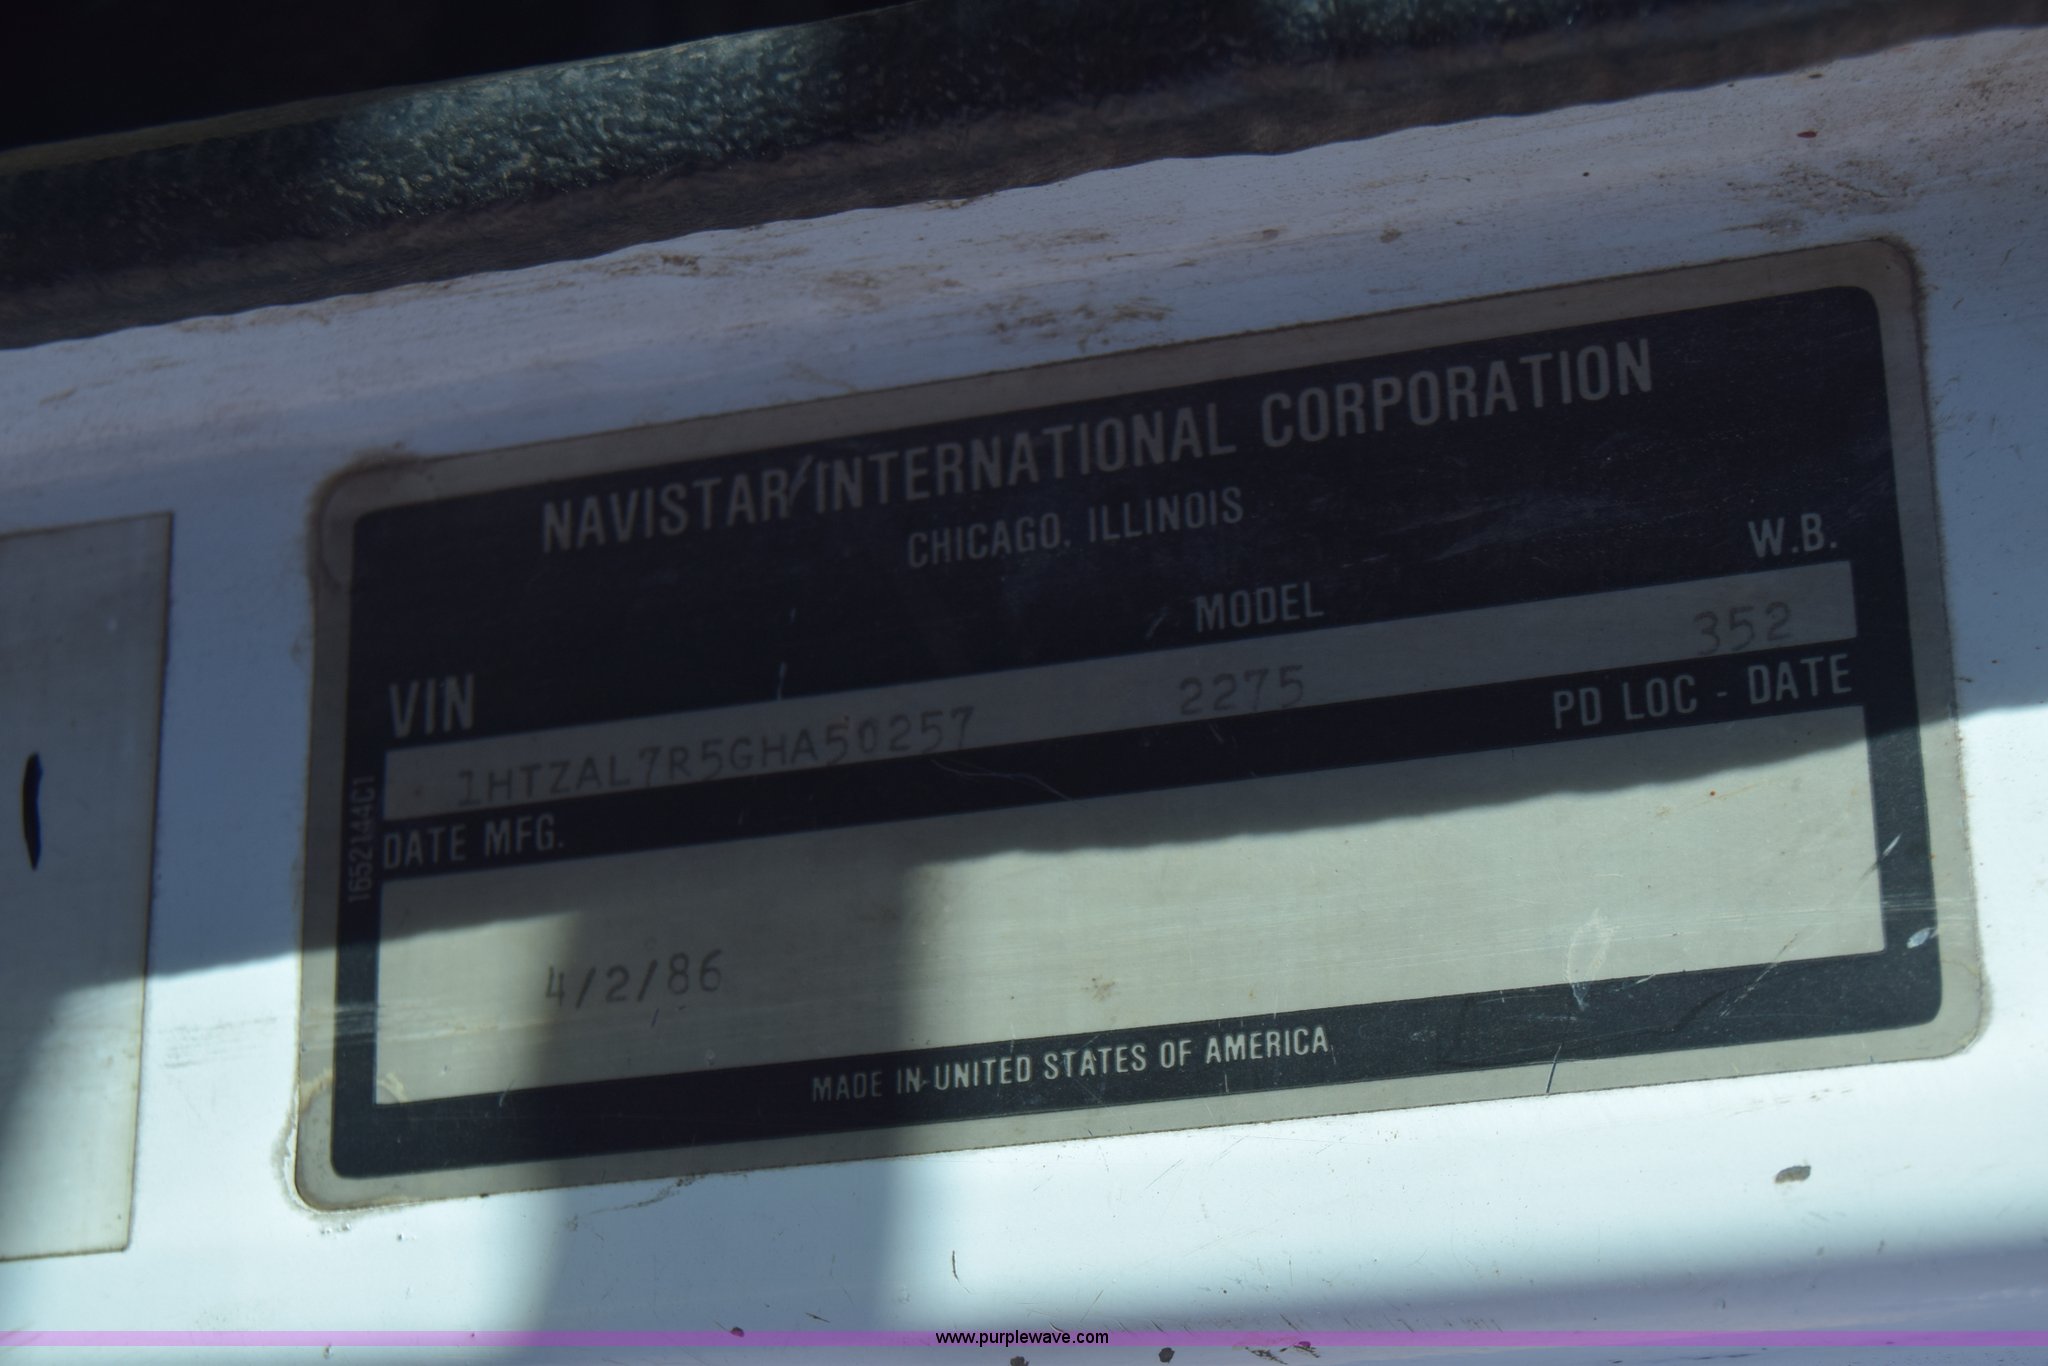 NAVISTAR INTERNATIONAL CORPORATION
CHICAGO, ILLINOIS
VIN MODEL W.B.
1HTZAL7R5GHA50257 2275 352
DATE MFG. PD LOC - DATE
4/2/86
MADE IN UNITED STATES OF AMERICA
1652144C1
www.purplewave.com